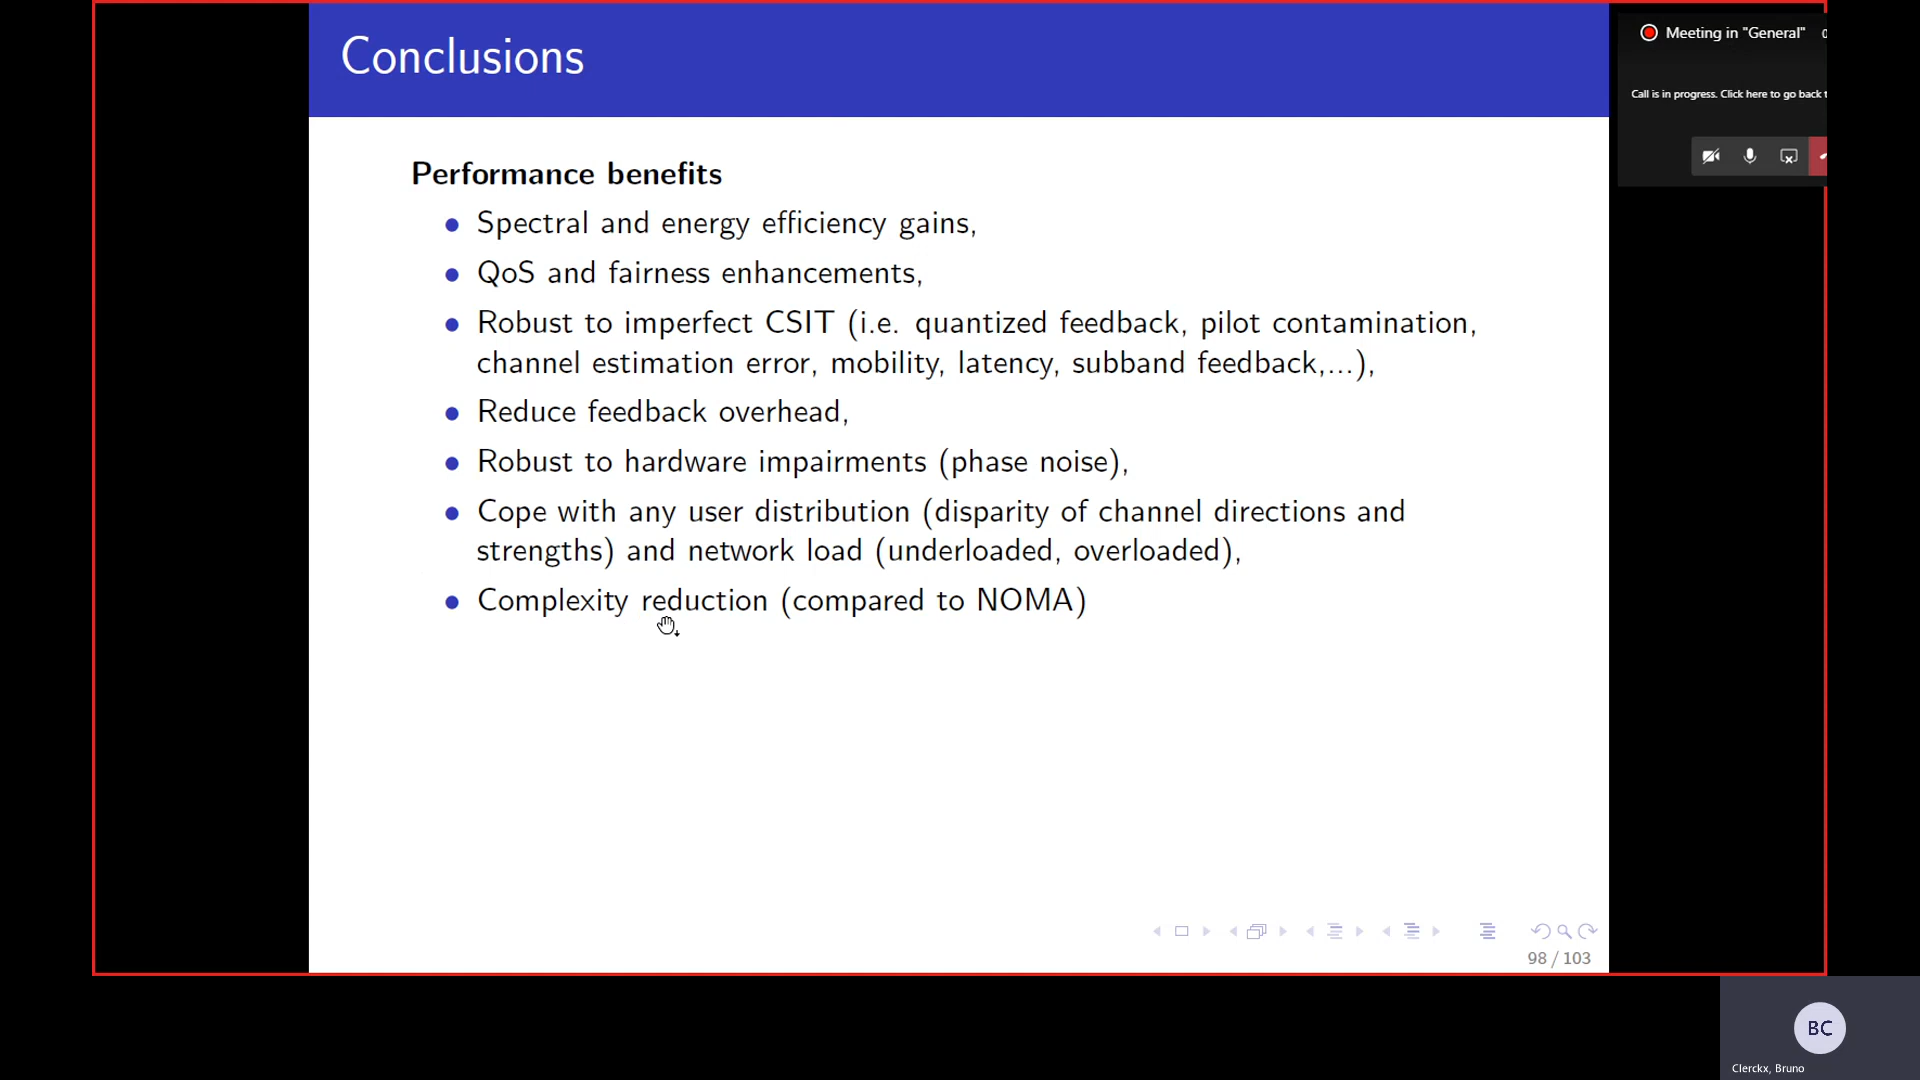 Conclusions
Meeting in "General"
Call is in progress. Click here to go back
Performance benefits
Spectral and energy efficiency gains,
QoS and fairness enhancements,
Robust to imperfect CSIT (i.e. quantized feedback, pilot contamination,
channel estimation error, mobility, latency, subband feedback,...),
Reduce feedback overhead,
Robust to hardware impairments (phase noise),
Cope with any user distribution (disparity of channel directions and
strengths) and network load (underloaded, overloaded),
Complexity reduction (compared to NOMA)
98 / 103
BC
Clerckx, Bruno